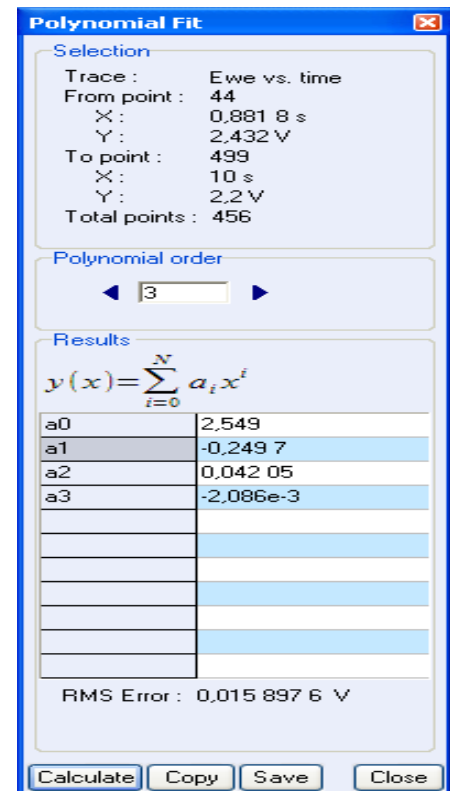 Polynomial Fit
Selection
Trace : Ewe vs. time
From point : 44
X : 0,881 8 s
Y : 2,432 V
To point : 499
X : 10 s
Y : 2,2 V
Total points : 456
Polynomial order
3
Results
y(x)=∑ a_i x^i
N
i=0
a0 2,549
a1 -0,249 7
a2 0,042 05
a3 -2,086e-3
RMS Error : 0,015 897 6 V
Calculate Copy Save Close